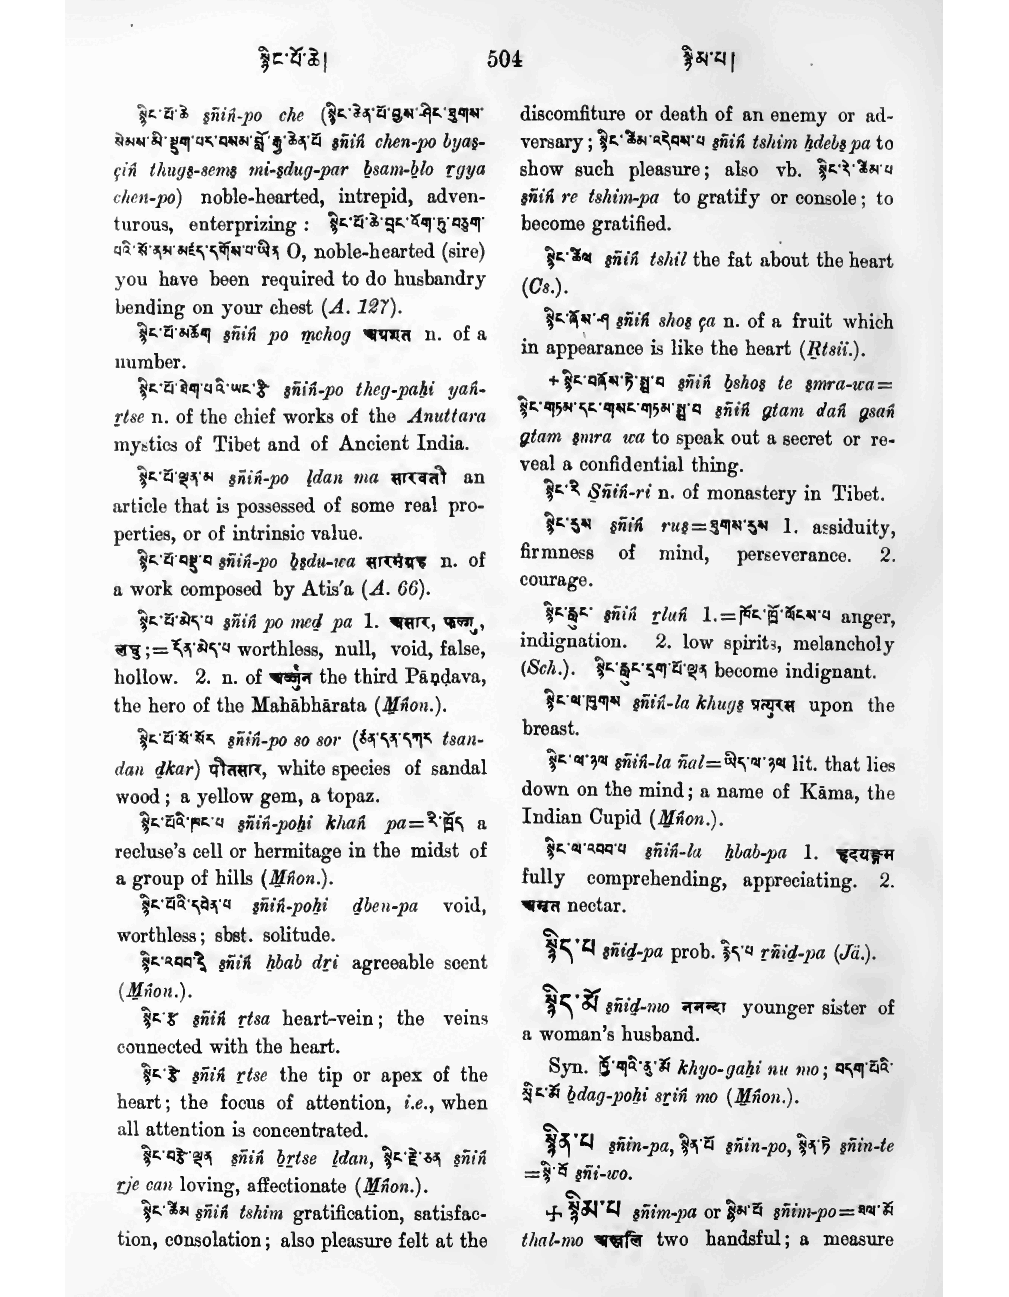 སྙིང་པོ་ཆེ།
504
སྙིམ་པ།
སྙིང་པོ་ཆེ sñiṅ-po che (སྙིང་ཆེན་པོ་བྱས་ཤིང་ཐུགས་
སེམས་མི་སྡུག་པར་བསམ་བློ་རྒྱ་ཆེན་པོ sñiṅ chen-po byas-
çiṅ thugs-sems mi-sdug-par bsam-blo rgya
chen-po) noble-hearted, intrepid, adven-
turous, enterprizing : སྙིང་པོ་ཆེ་བྲང་འོག་ཏུ་བཅུག་
པའི་སོ་ནམ་མཛད་དགོས་པ་ཡིན O, noble-hearted (sire)
you have been required to do husbandry
bending on your chest (A. 127).
སྙིང་པོ་མཆོག sñiṅ po mchog अग्रयशत n. of a
number.
སྙིང་པོ་ཐེག་པའི་ཡང་རྩེ sñiṅ-po theg-paḥi yaṅ-
rtse n. of the chief works of the Anuttara
mystics of Tibet and of Ancient India.
སྙིང་པོ་ལྡན་མ sñiṅ-po ldan ma सारवती an
article that is possessed of some real pro-
perties, or of intrinsic value.
སྙིང་པོ་བསྡུ་བ sñiṅ-po bsdu-wa सारसंग्रह n. of
a work composed by Atis'a (A. 66).
སྙིང་པོ་མེད་པ sñiṅ po med pa 1. असार, फल्गु,
लघु;=དོན་མེད་པ worthless, null, void, false,
hollow. 2. n. of अर्ज्जुन the third Pāṇḍava,
the hero of the Mahābhārata (Mṅon.).
སྙིང་པོ་སོ་སོར sñiṅ-po so sor (ཙན་དན་དཀར tsan-
dan dkar) पीतसार, white species of sandal
wood; a yellow gem, a topaz.
སྙིང་པོའི་ཁང་པ sñiṅ-poḥi khaṅ pa=རི་ཁྲོད a
recluse's cell or hermitage in the midst of
a group of hills (Mṅon.).
སྙིང་པོའི་དབེན་པ sñiṅ-poḥi dben-pa void,
worthless; sbst. solitude.
སྙིང་འབབ་དྲི sñiṅ ḥbab dri agreeable scent
(Mṅon.).
སྙིང་རྩ sñiṅ rtsa heart-vein; the veins
connected with the heart.
སྙིང་རྩེ sñiṅ rtse the tip or apex of the
heart; the focus of attention, i.e., when
all attention is concentrated.
སྙིང་བརྩེ་ལྡན sñiṅ brtse ldan, སྙིང་རྗེ་ཅན sñiṅ
rje can loving, affectionate (Mṅon.).
སྙིང་ཚིམ sñiṅ tshim gratification, satisfac-
tion, consolation; also pleasure felt at the
discomfiture or death of an enemy or ad-
versary; སྙིང་ཚིམ་འདེབས་པ sñiṅ tshim ḥdebs pa to
show such pleasure; also vb. སྙིང་རེ་ཚིམ་པ
sñiṅ re tshim-pa to gratify or console; to
become gratified.
སྙིང་ཚིལ sñiṅ tshil the fat about the heart
(Cs.).
སྙིང་ཞོས་ཤ sñiṅ shos ça n. of a fruit which
in appearance is like the heart (Rtsii.).
+སྙིང་བཞོས་ཏེ་སྨྲ་བ sñiṅ bshos te smra-wa=
སྙིང་གཏམ་དང་གསང་གཏམ་སྨྲ་བ sñiṅ gtam daṅ gsaṅ
gtam smra wa to speak out a secret or re-
veal a confidential thing.
སྙིང་རི Sñiṅ-ri n. of monastery in Tibet.
སྙིང་རུས sñiṅ rus=ཐུགས་རུས 1. assiduity,
firmness of mind, perseverance. 2.
courage.
སྙིང་རླུང་ sñiṅ rluṅ 1.=ཁོང་ཁྲོ་ཚོངས་པ anger,
indignation. 2. low spirits, melancholy
(Sch.). སྙིང་རླུང་དྲག་པོ་ལྡན become indignant.
སྙིང་ལ་ཁུགས sñiṅ-la khugs प्रत्युरस upon the
breast.
སྙིང་ལ་ཉལ sñiṅ-la ñal=ཡིད་ལ་ཉལ lit. that lies
down on the mind; a name of Kāma, the
Indian Cupid (Mṅon.).
སྙིང་ལ་འབབ་པ sñiṅ-la ḥbab-pa 1. हृदयङ्गम
fully comprehending, appreciating. 2.
अमृत nectar.
སྙིད་པ sñid-pa prob. རྙིད་པ rñid-pa (Jä.).
སྙིད་མོ sñid-mo ननन्दा younger sister of
a woman's husband.
Syn. ཁྱོ་གའི་ནུ་མོ khyo-gaḥi nu mo; བདག་པོའི་
སྲིང་མོ bdag-poḥi sriṅ mo (Mṅon.).
སྙིན་པ sñin-pa, སྙིན་པོ sñin-po, སྙིན་ཏེ sñin-te
=སྙི་བོ sñi-wo.
+ སྙིམ་པ sñim-pa or སྙིམ་པོ sñim-po=ཐལ་མོ
thal-mo अञ्जलि two handsful; a measure